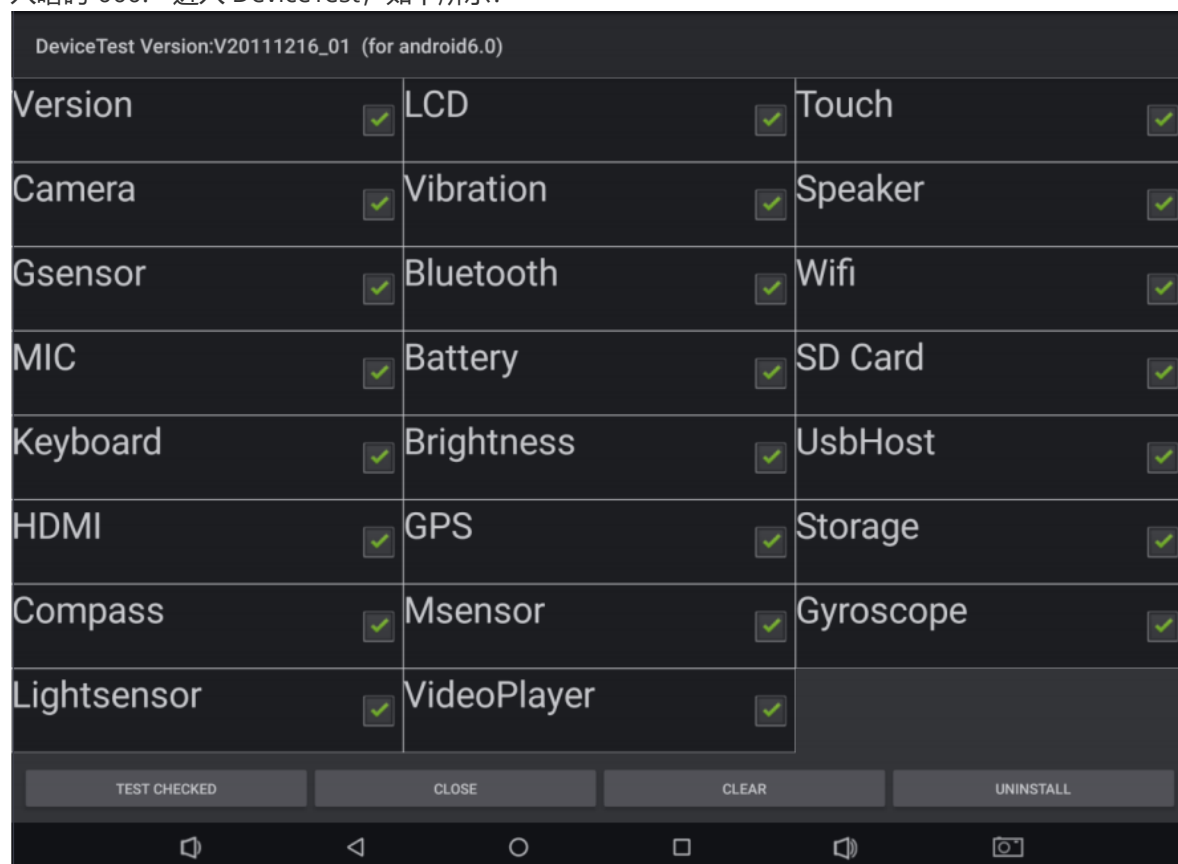 DeviceTest Version:V20111216_01 (for android6.0)
Version LCD Touch
Camera Vibration Speaker
Gsensor Bluetooth Wifi
MIC Battery SD Card
Keyboard Brightness UsbHost
HDMI GPS Storage
Compass Msensor Gyroscope
Lightsensor VideoPlayer
TEST CHECKED CLOSE CLEAR UNINSTALL